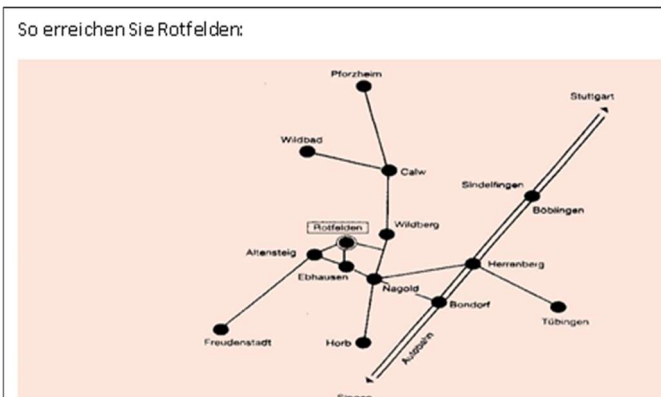 So erreichen Sie Rotfelden:
Pforzheim
Stuttgart
Wildbad
Calw
Sindelfingen
Böblingen
Rotfelden
Wildberg
Altensteig
Ebhausen
Herrenberg
Nagold
Bondorf
Tübingen
Freudenstadt
Horb
Autobahn